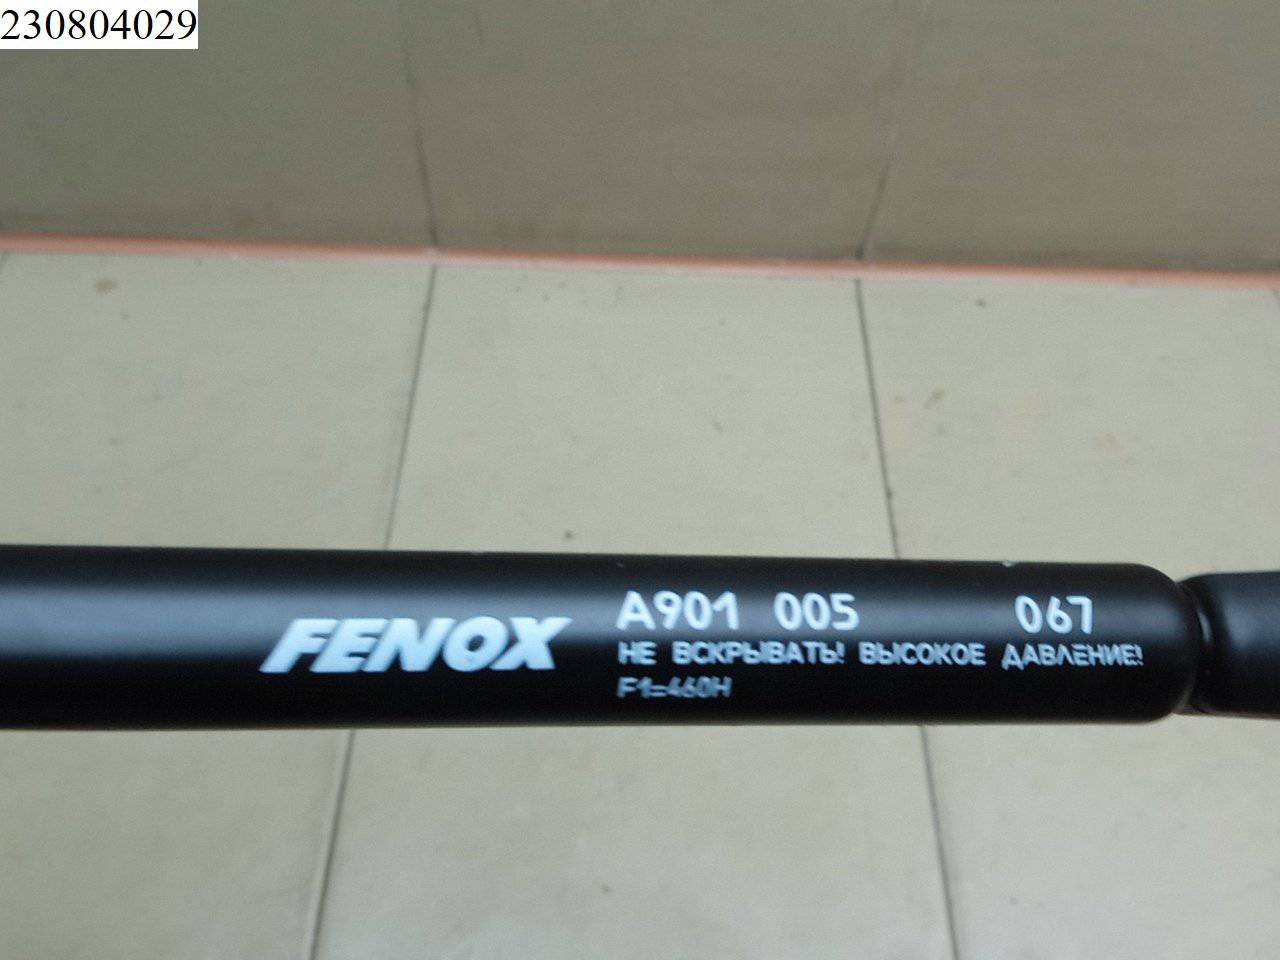 230804029
FENOX
A901 005 067
НЕ ВСКРЫВАТЬ! ВЫСОКОЕ ДАВЛЕНИЕ!
F1=460H